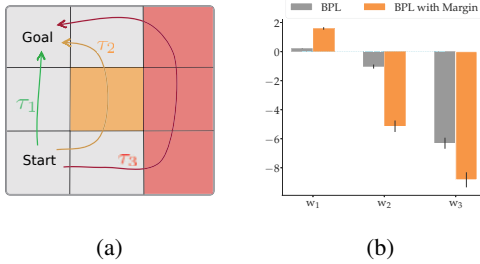 Goal
τ₂
τ₁
Start
τ₃
(a)
BPL
BPL with Margin
2
0
−2
−4
−6
−8
w₁
w₂
w₃
(b)